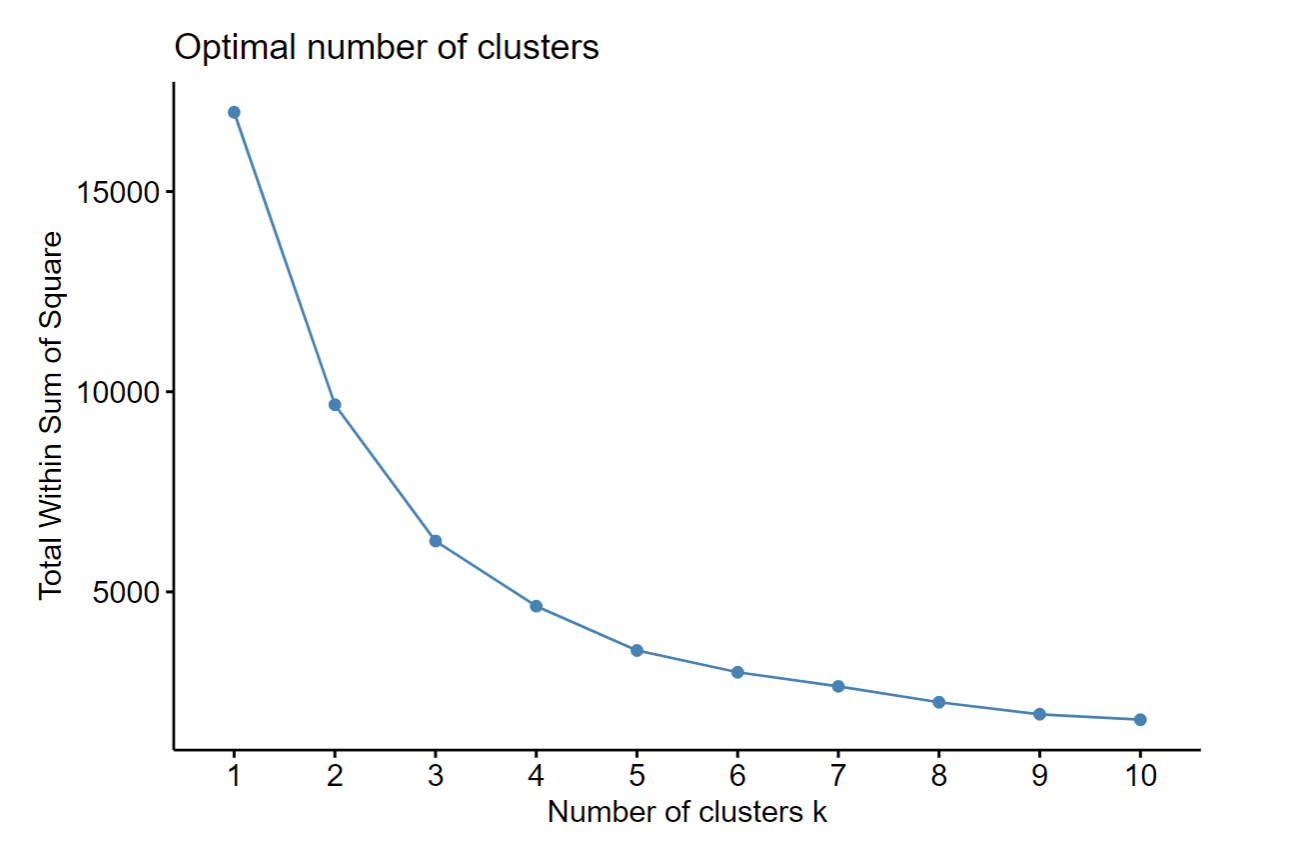 Optimal number of clusters
Total Within Sum of Square
15000
10000
5000
1 2 3 4 5 6 7 8 9 10
Number of clusters k